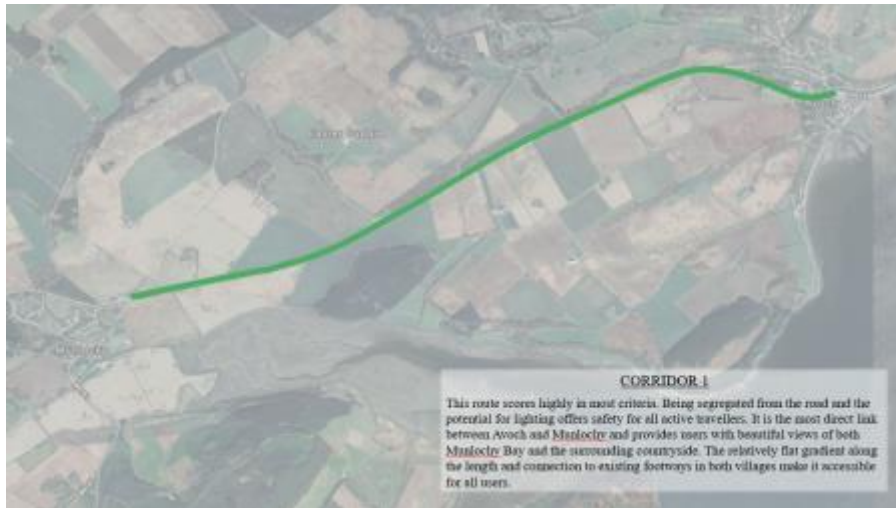 CORRIDOR 1
This route scores highly in most criteria. Being segregated from the road and the
potential for lighting offers safety for all active travellers. It is the most direct link
between Avoch and Munlochy and provides users with beautiful views of both
Munlochy Bay and the surrounding countryside. The relatively flat gradient along
the length and connection to existing footways in both villages make it accessible
for all users.